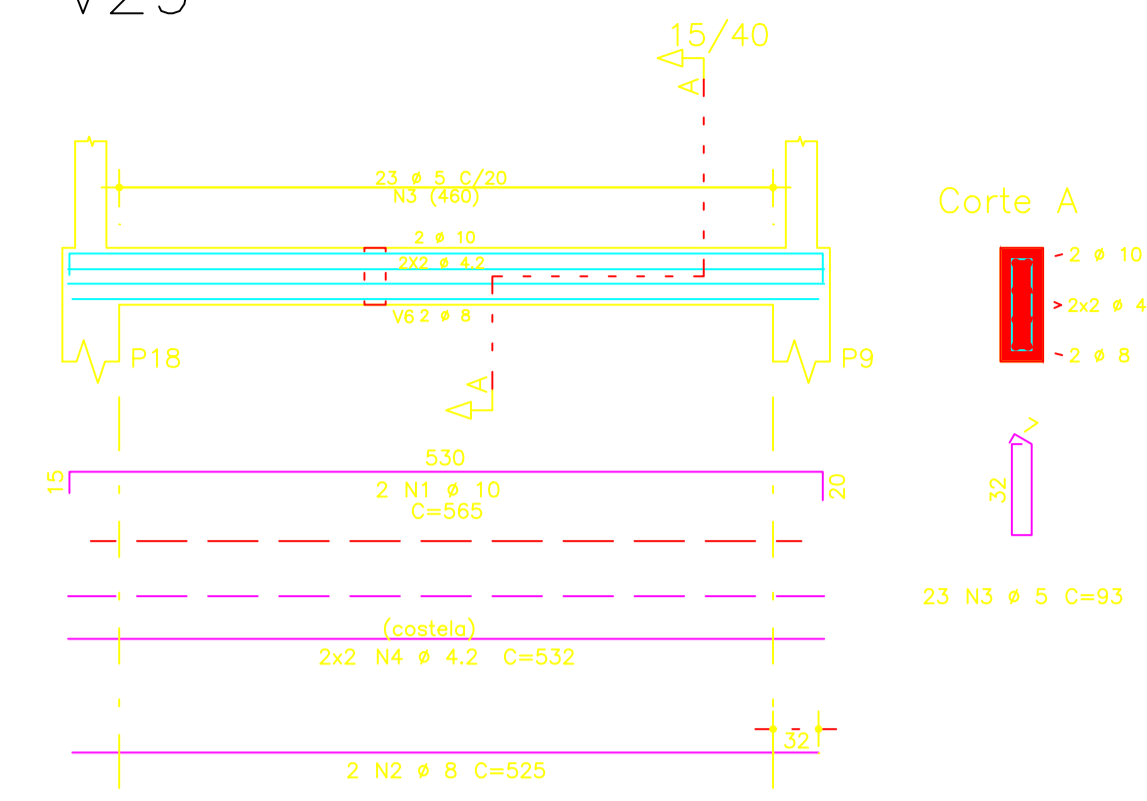 15/40
A
23 ø 5 C/20
N3 (460)
Corte A
2 ø 10
2X2 ø 4.2
V6 2 ø 8
2 ø 10
2x2 ø 4
2 ø 8
P18
P9
A
530
15
20
2 N1 ø 10
C=565
32
23 N3 ø 5 C=93
(costela)
2x2 N4 ø 4.2 C=532
32
2 N2 ø 8 C=525